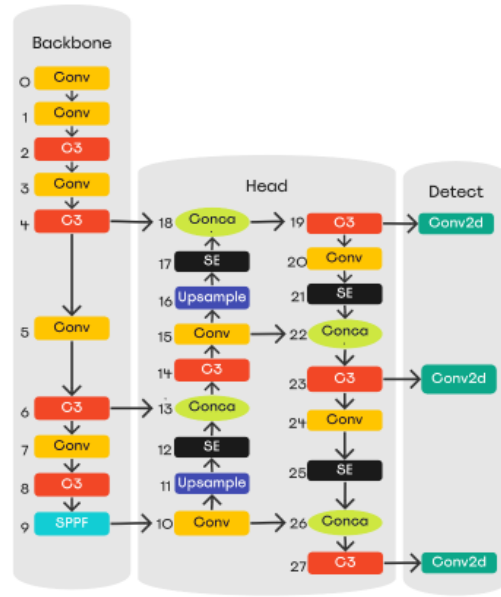 Backbone
0 Conv
1 Conv
2 C3
3 Conv
4 C3
5 Conv
6 C3
7 Conv
8 C3
9 SPPF
Head
18 Conca
17 SE
16 Upsample
15 Conv
14 C3
13 Conca
12 SE
11 Upsample
10 Conv
19 C3
20 Conv
21 SE
22 Conca
23 C3
24 Conv
25 SE
26 Conca
27 C3
Detect
Conv2d
Conv2d
Conv2d